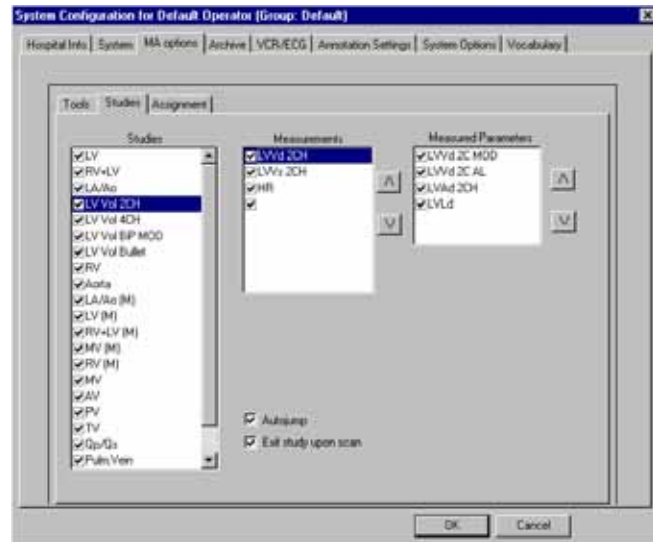 System Configuration for Default Operator (Group: Default)
Hospital Info System MA options Archive VCR/ECG Annotation Settings System Options Vocabulary
Tools Studies Assignment
Studies
LV
RV+LV
LA/Ao
LV Vol 2CH
LV Vol 4CH
LV Vol BiP MOD
LV Vol Bullet
RV
Aorta
LA/Ao (M)
LV (M)
RV+LV (M)
MV (M)
RV (M)
MV
AV
PV
TV
Qp/Qs
Pulm.Vein
Measurements
LVVd 2CH
LVVs 2CH
HR
Measured Parameters
LVVd 2C MOD
LVVd 2C AL
LVAd 2CH
LVLd
Autojump
Exit study upon scan
OK Cancel